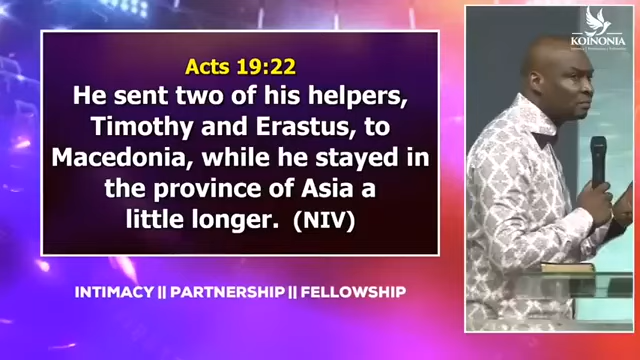 Acts 19:22
He sent two of his helpers,
Timothy and Erastus, to
Macedonia, while he stayed in
the province of Asia a
little longer. (NIV)
INTIMACY || PARTNERSHIP || FELLOWSHIP
KOINONIA